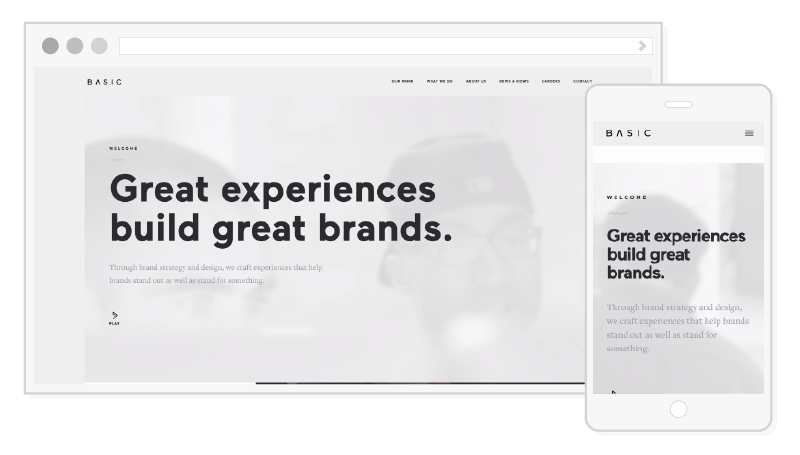 BASIC
OUR WORK WHAT WE DO ABOUT US NEWS & VIEWS CAREERS CONTACT
WELCOME
Great experiences
build great brands.
Through brand strategy and design, we craft experiences that help
brands stand out as well as stand for something.
PLAY
BASIC
WELCOME
Great experiences
build great
brands.
Through brand strategy and design,
we craft experiences that help brands
stand out as well as stand for
something.